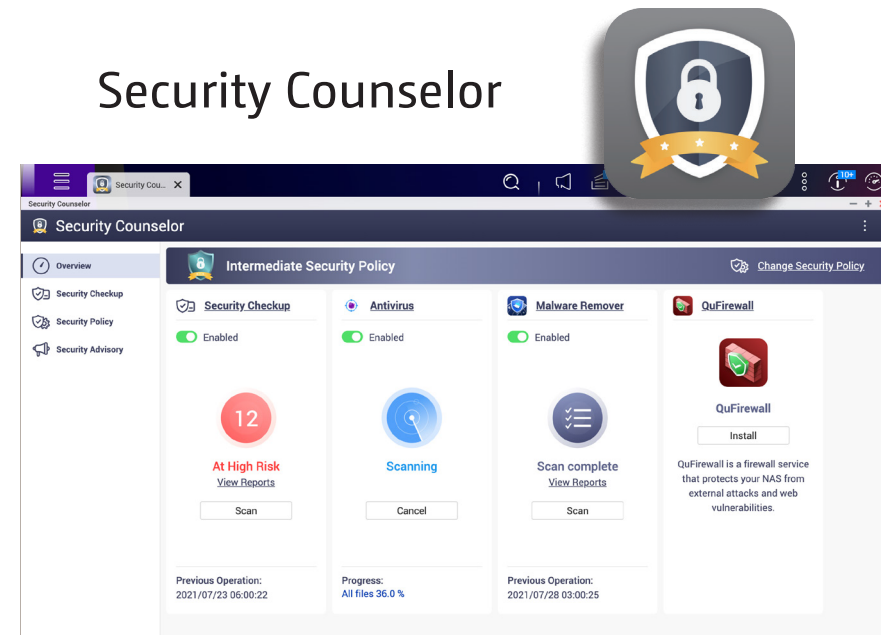 Security Counselor
Security Cou...
10+
Security Counselor
Security Counselor
Overview
Security Checkup
Security Policy
Security Advisory
Intermediate Security Policy
Change Security Policy
Security Checkup
Enabled
12
At High Risk
View Reports
Scan
Previous Operation:
2021/07/23 06:00:22
Antivirus
Enabled
Scanning
Cancel
Progress:
All files 36.0 %
Malware Remover
Enabled
Scan complete
View Reports
Scan
Previous Operation:
2021/07/28 03:00:25
QuFirewall
QuFirewall
Install
QuFirewall is a firewall service
that protects your NAS from
external attacks and web
vulnerabilities.